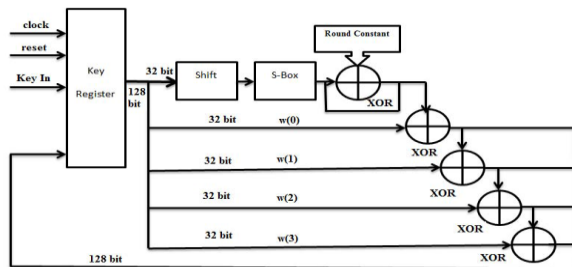 clock
reset
Key In
Key
Register
128
bit
32 bit
Shift
S-Box
Round Constant
XOR
32 bit w(0)
XOR
32 bit w(1)
XOR
32 bit w(2)
XOR
32 bit w(3)
XOR
128 bit